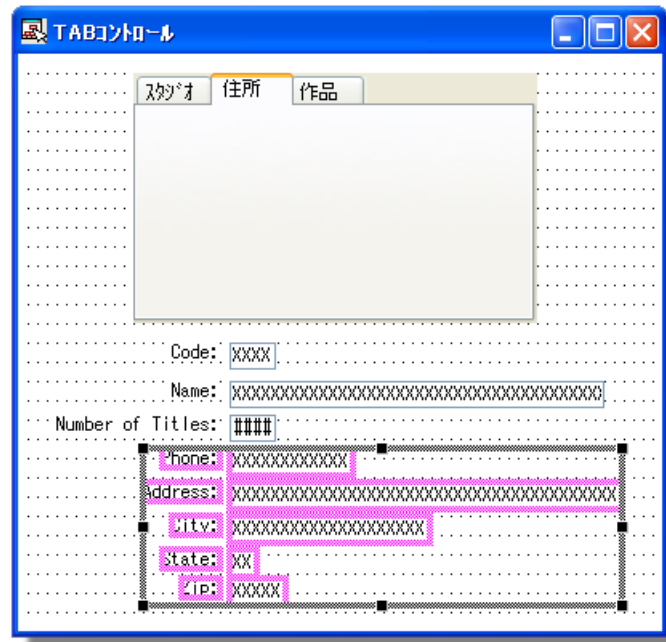 TABｺﾝﾄﾛｰﾙ
ｽﾀｼﾞｵ 住所 作品
Code: XXXX
Name: XXXXXXXXXXXXXXXXXXXXXXXXXXXXXXXXXXXXXXXX
Number of Titles: ####
Phone: XXXXXXXXXXXX
Address: XXXXXXXXXXXXXXXXXXXXXXXXXXXXXXXXXXXXXXXX
City: XXXXXXXXXXXXXXXXXXXX
State: XX
Zip: XXXXX